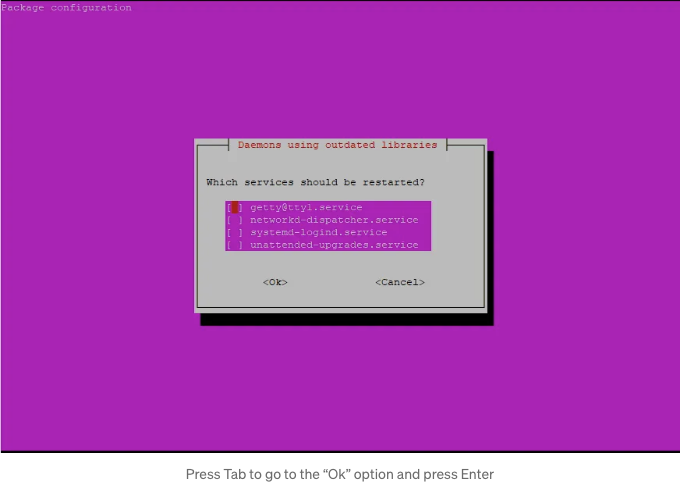 Package configuration
Daemons using outdated libraries
Which services should be restarted?
[ ] getty@tty1.service
[ ] networkd-dispatcher.service
[ ] systemd-logind.service
[ ] unattended-upgrades.service
<Ok> <Cancel>
Press Tab to go to the “Ok” option and press Enter